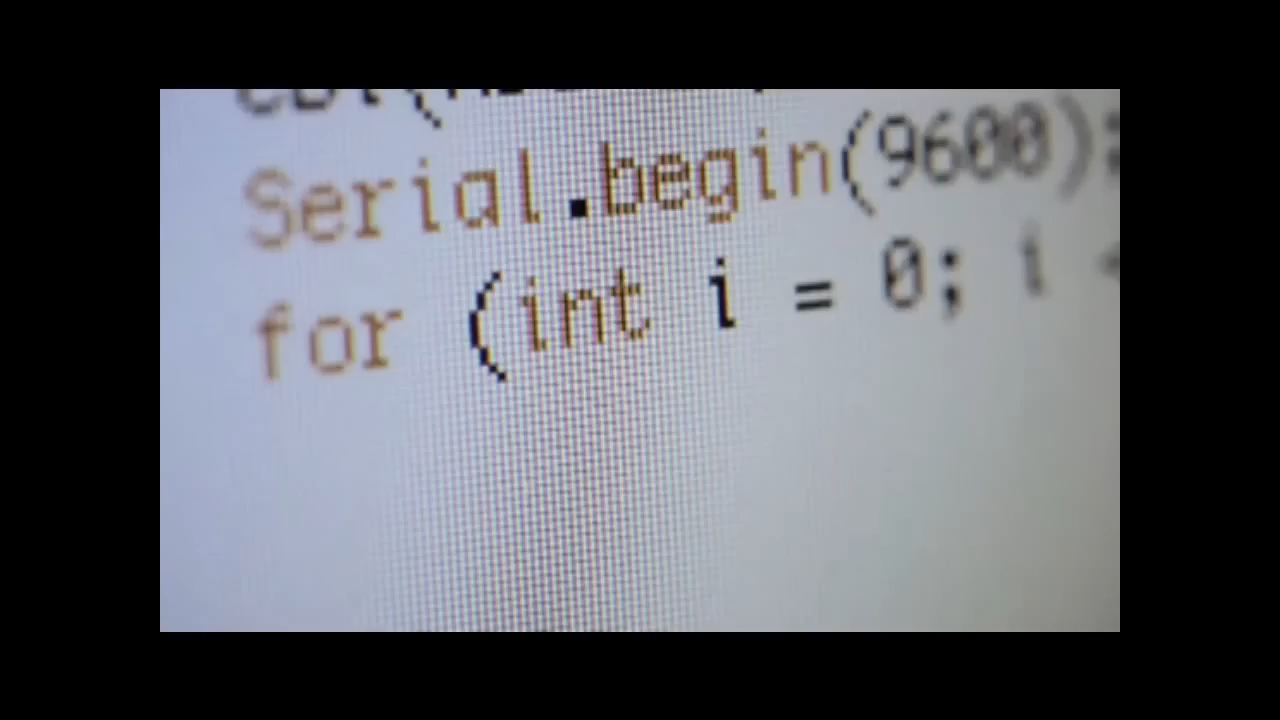 Serial.begin(9600);
for (int i = 0; i <